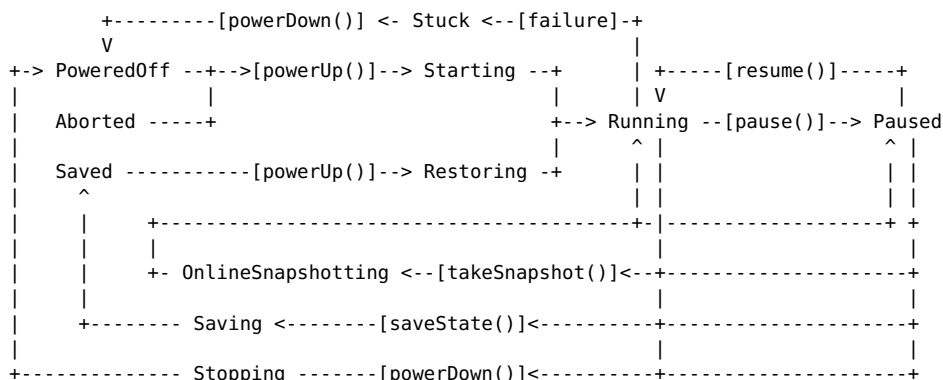 +---------[powerDown()] <- Stuck <--[failure]-+
V |
+-> PoweredOff --+-->[powerUp()]--> Starting --+ | +-----[resume()]-----+
| | | | V |
| Aborted -----+ +--> Running --[pause()]--> Paused
| | ^ | ^ |
| Saved -----------[powerUp()]--> Restoring -+ | | | |
| ^ | | | |
| | +-----------------------------------------+-|-------------------+ +
| | | | |
| | +- OnlineSnapshotting <--[takeSnapshot()]<--+---------------------+
| | | |
| +-------- Saving <--------[saveState()]<----------+---------------------+
| | |
+-------------- Stopping -------[powerDown()]<----------+---------------------+